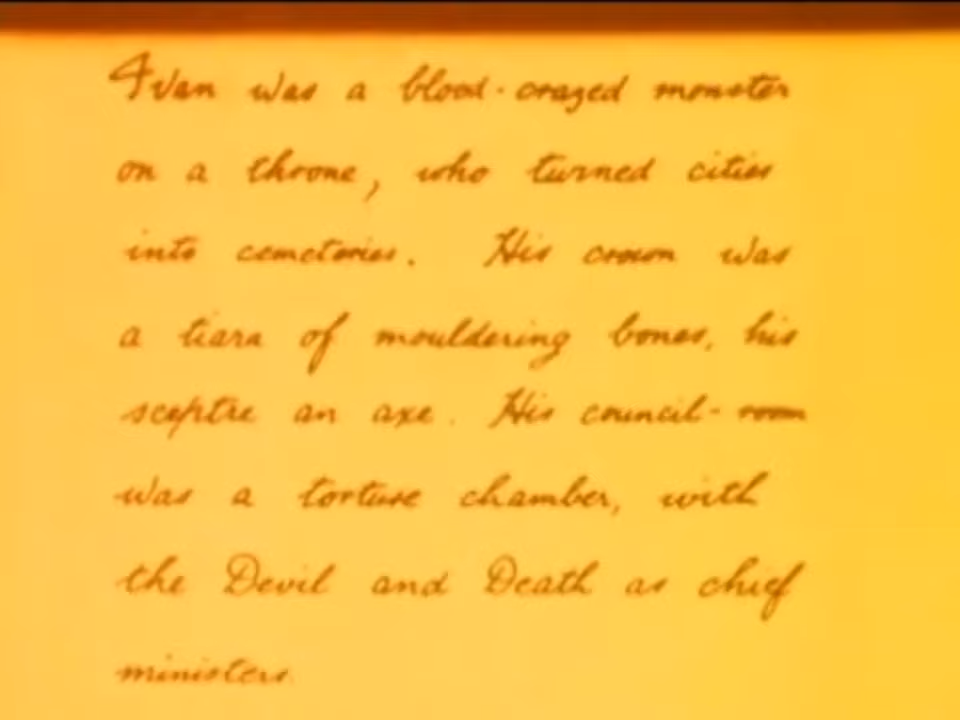 Ivan was a blood-crazed monster
on a throne, who turned cities
into cemeteries. His crown was
a tiara of mouldering bones, his
sceptre an axe. His council-room
was a torture chamber, with
the Devil and Death as chief
ministers.